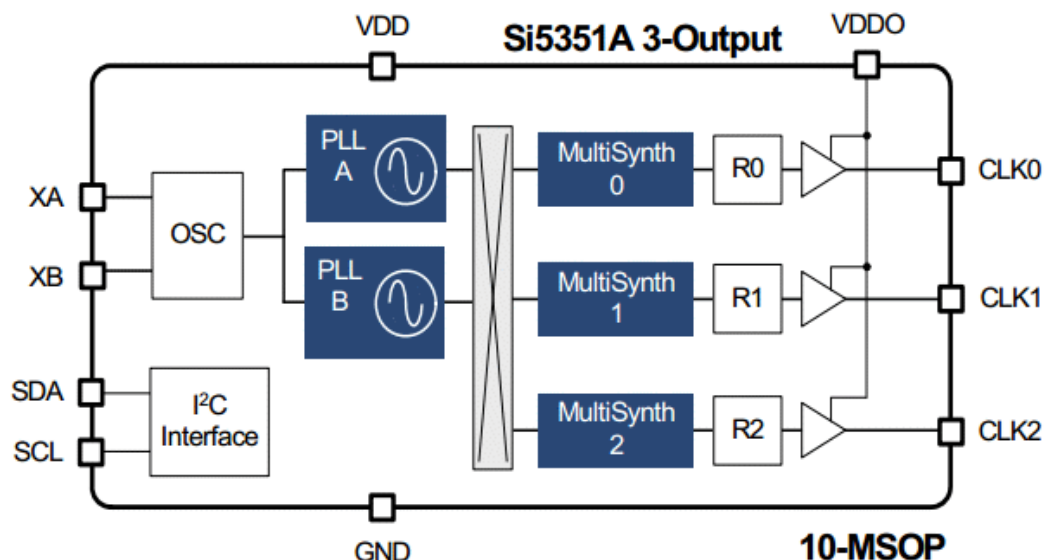 VDD
Si5351A 3-Output
VDDO
PLL
A
MultiSynth
0
R0
CLK0
XA
OSC
XB
PLL
B
MultiSynth
1
R1
CLK1
SDA
SCL
I²C
Interface
MultiSynth
2
R2
CLK2
GND
10-MSOP